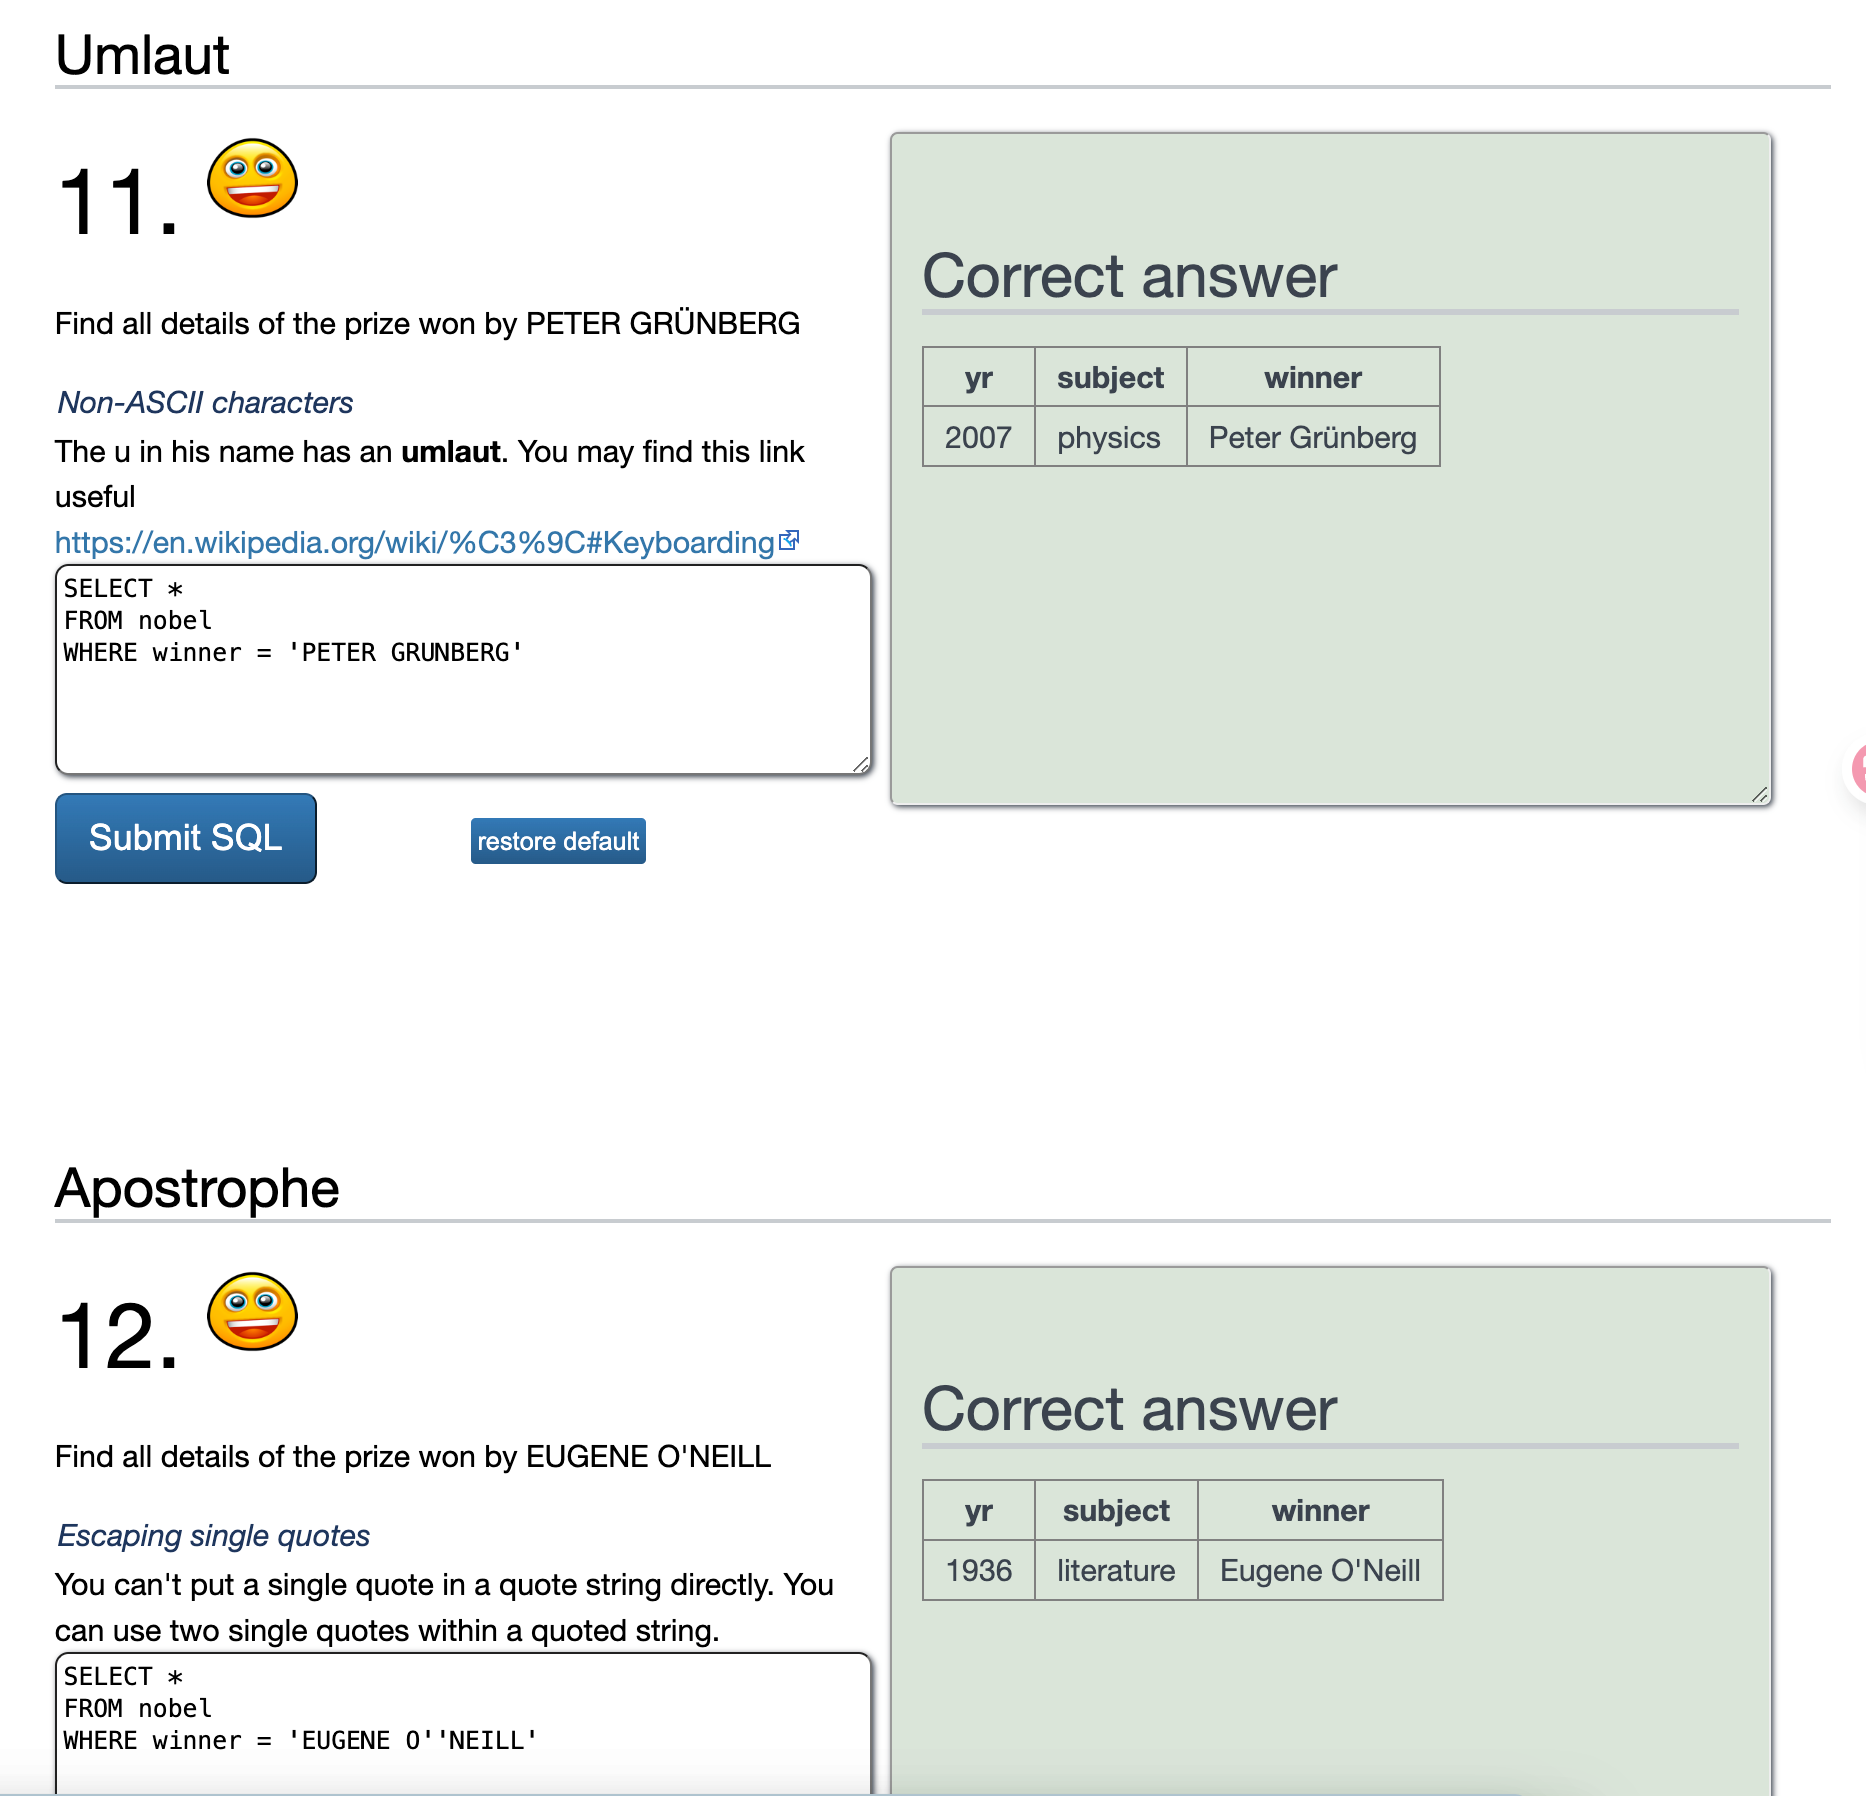 Umlaut
11.
Find all details of the prize won by PETER GRÜNBERG
Non-ASCII characters
The u in his name has an umlaut. You may find this link
useful
https://en.wikipedia.org/wiki/%C3%9C#Keyboarding
SELECT *
FROM nobel
WHERE winner = 'PETER GRUNBERG'
Submit SQL
restore default
Correct answer
yr subject winner
2007 physics Peter Grünberg
Apostrophe
12.
Find all details of the prize won by EUGENE O'NEILL
Escaping single quotes
You can't put a single quote in a quote string directly. You
can use two single quotes within a quoted string.
SELECT *
FROM nobel
WHERE winner = 'EUGENE O''NEILL'
Correct answer
yr subject winner
1936 literature Eugene O'Neill